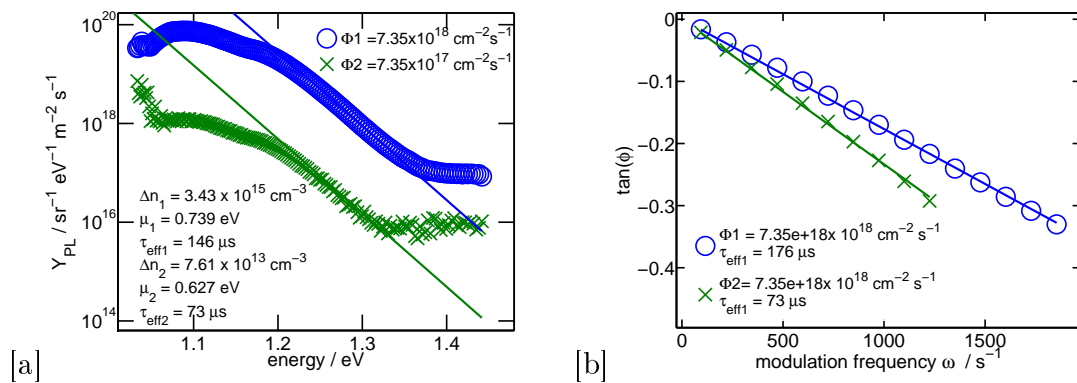 10^20
10^18
10^16
10^14
Y_PL / sr^-1 eV^-1 m^-2 s^-1
Φ1 =7.35x10^18 cm^-2s^-1
Φ2 =7.35x10^17 cm^-2s^-1
Δn_1 = 3.43 x 10^15 cm^-3
μ_1 = 0.739 eV
τ_eff1 = 146 μs
Δn_2 = 7.61 x 10^13 cm^-3
μ_2 = 0.627 eV
τ_eff2 = 73 μs
1.1 1.2 1.3 1.4
energy / eV
[a]
0
−0.1
−0.2
−0.3
−0.4
tan(ϕ)
Φ1 = 7.35e+18x 10^18 cm^-2 s^-1
τ_eff1 = 176 μs
Φ2= 7.35e+18x 10^18 cm^-2 s^-1
τ_eff1 = 73 μs
0 500 1000 1500
modulation frequency ω / s^-1
[b]